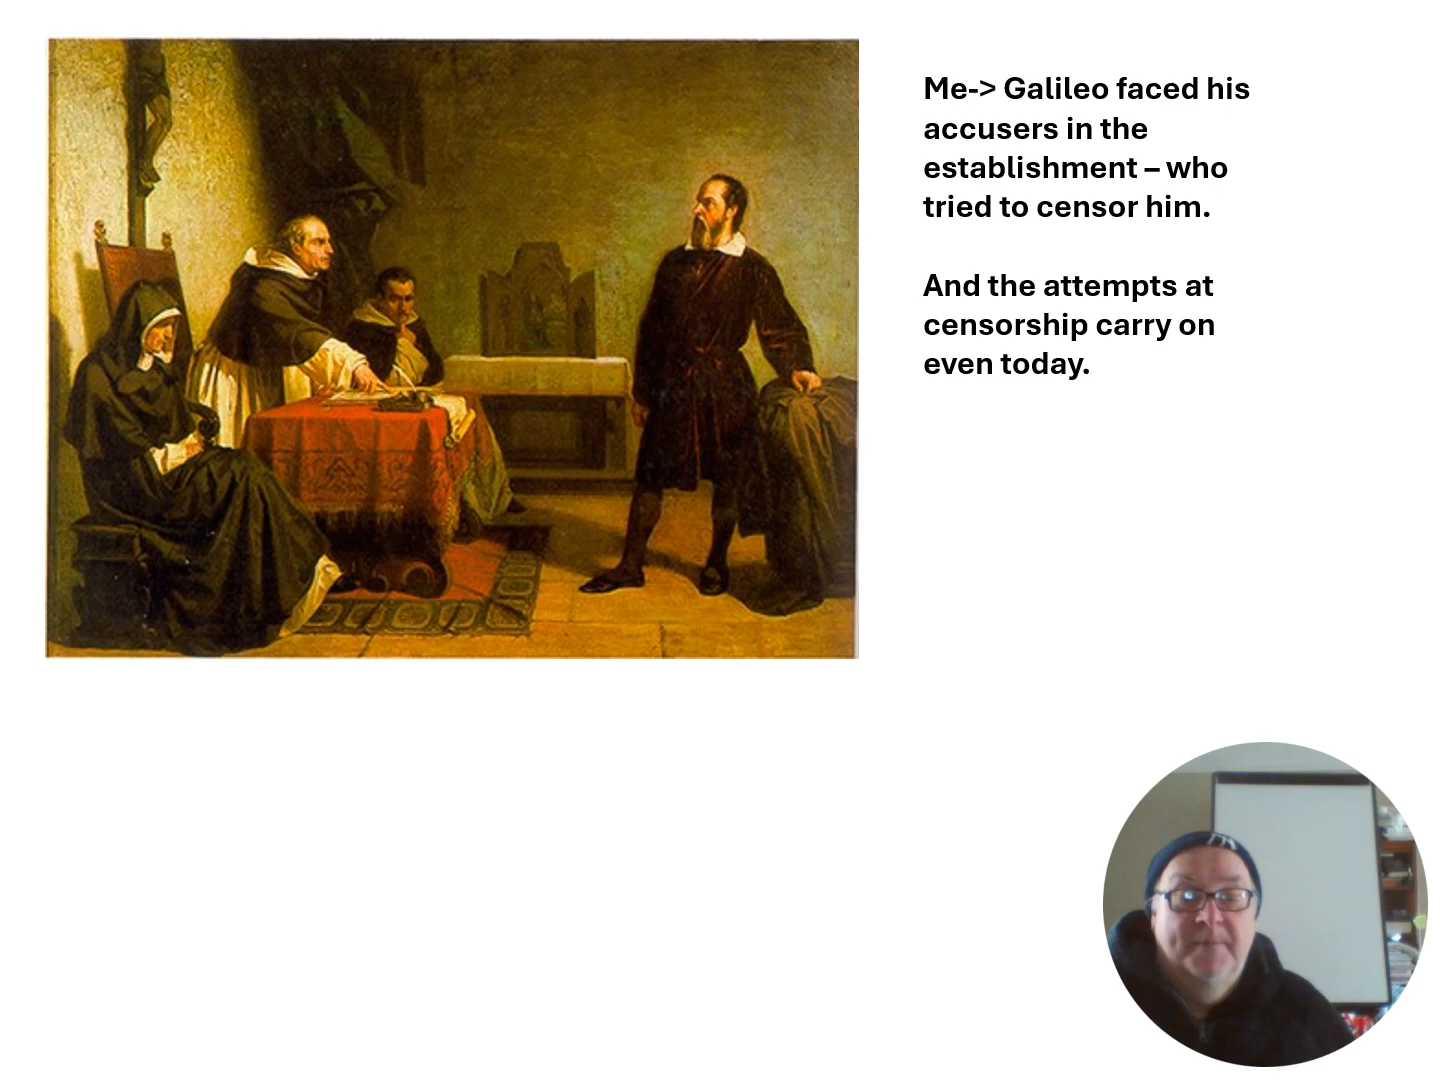 Me-> Galileo faced his
accusers in the
establishment – who
tried to censor him.
And the attempts at
censorship carry on
even today.